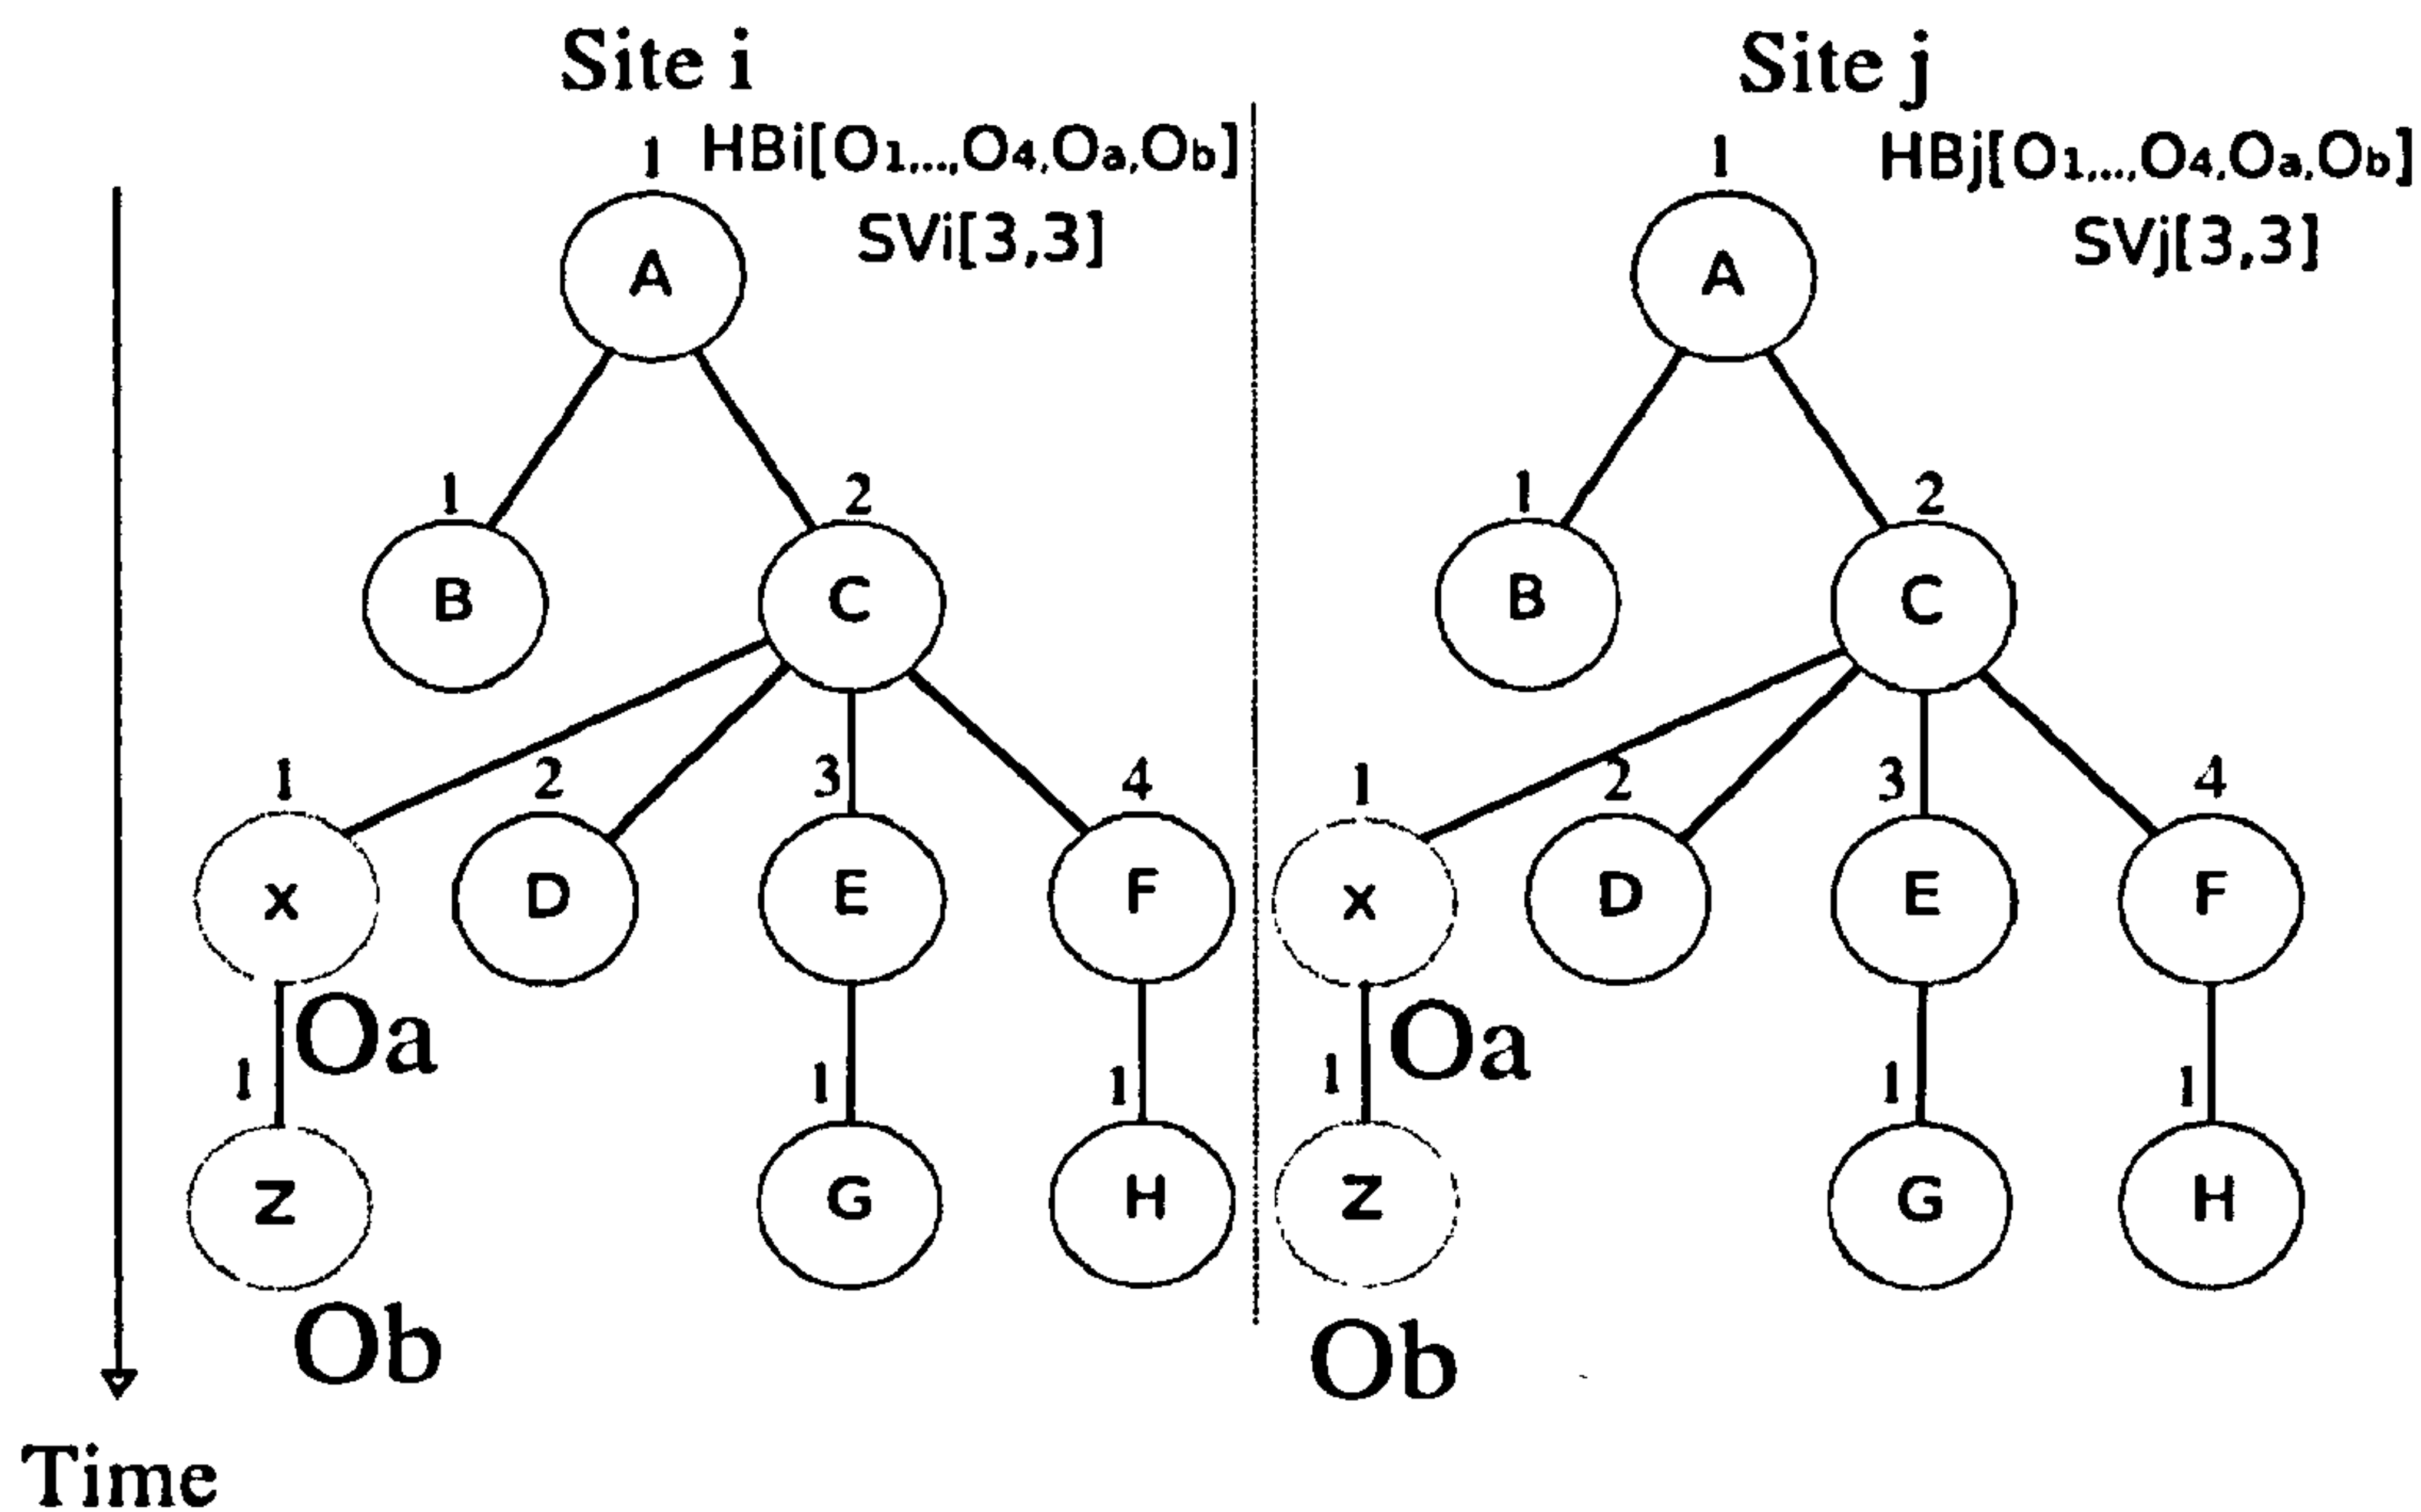 Site i
Site j
1 HBi[O1,...,O4,Oa,Ob]
1 HBj[O1,...,O4,Oa,Ob]
SVi[3,3]
SVj[3,3]
A
A
1 2
1 2
B C
B C
1 2 3 4
1 2 3 4
x D E F
x D E F
Oa
Oa
1 1 1
1 1 1
Z G H
Z G H
Ob
Ob
Time